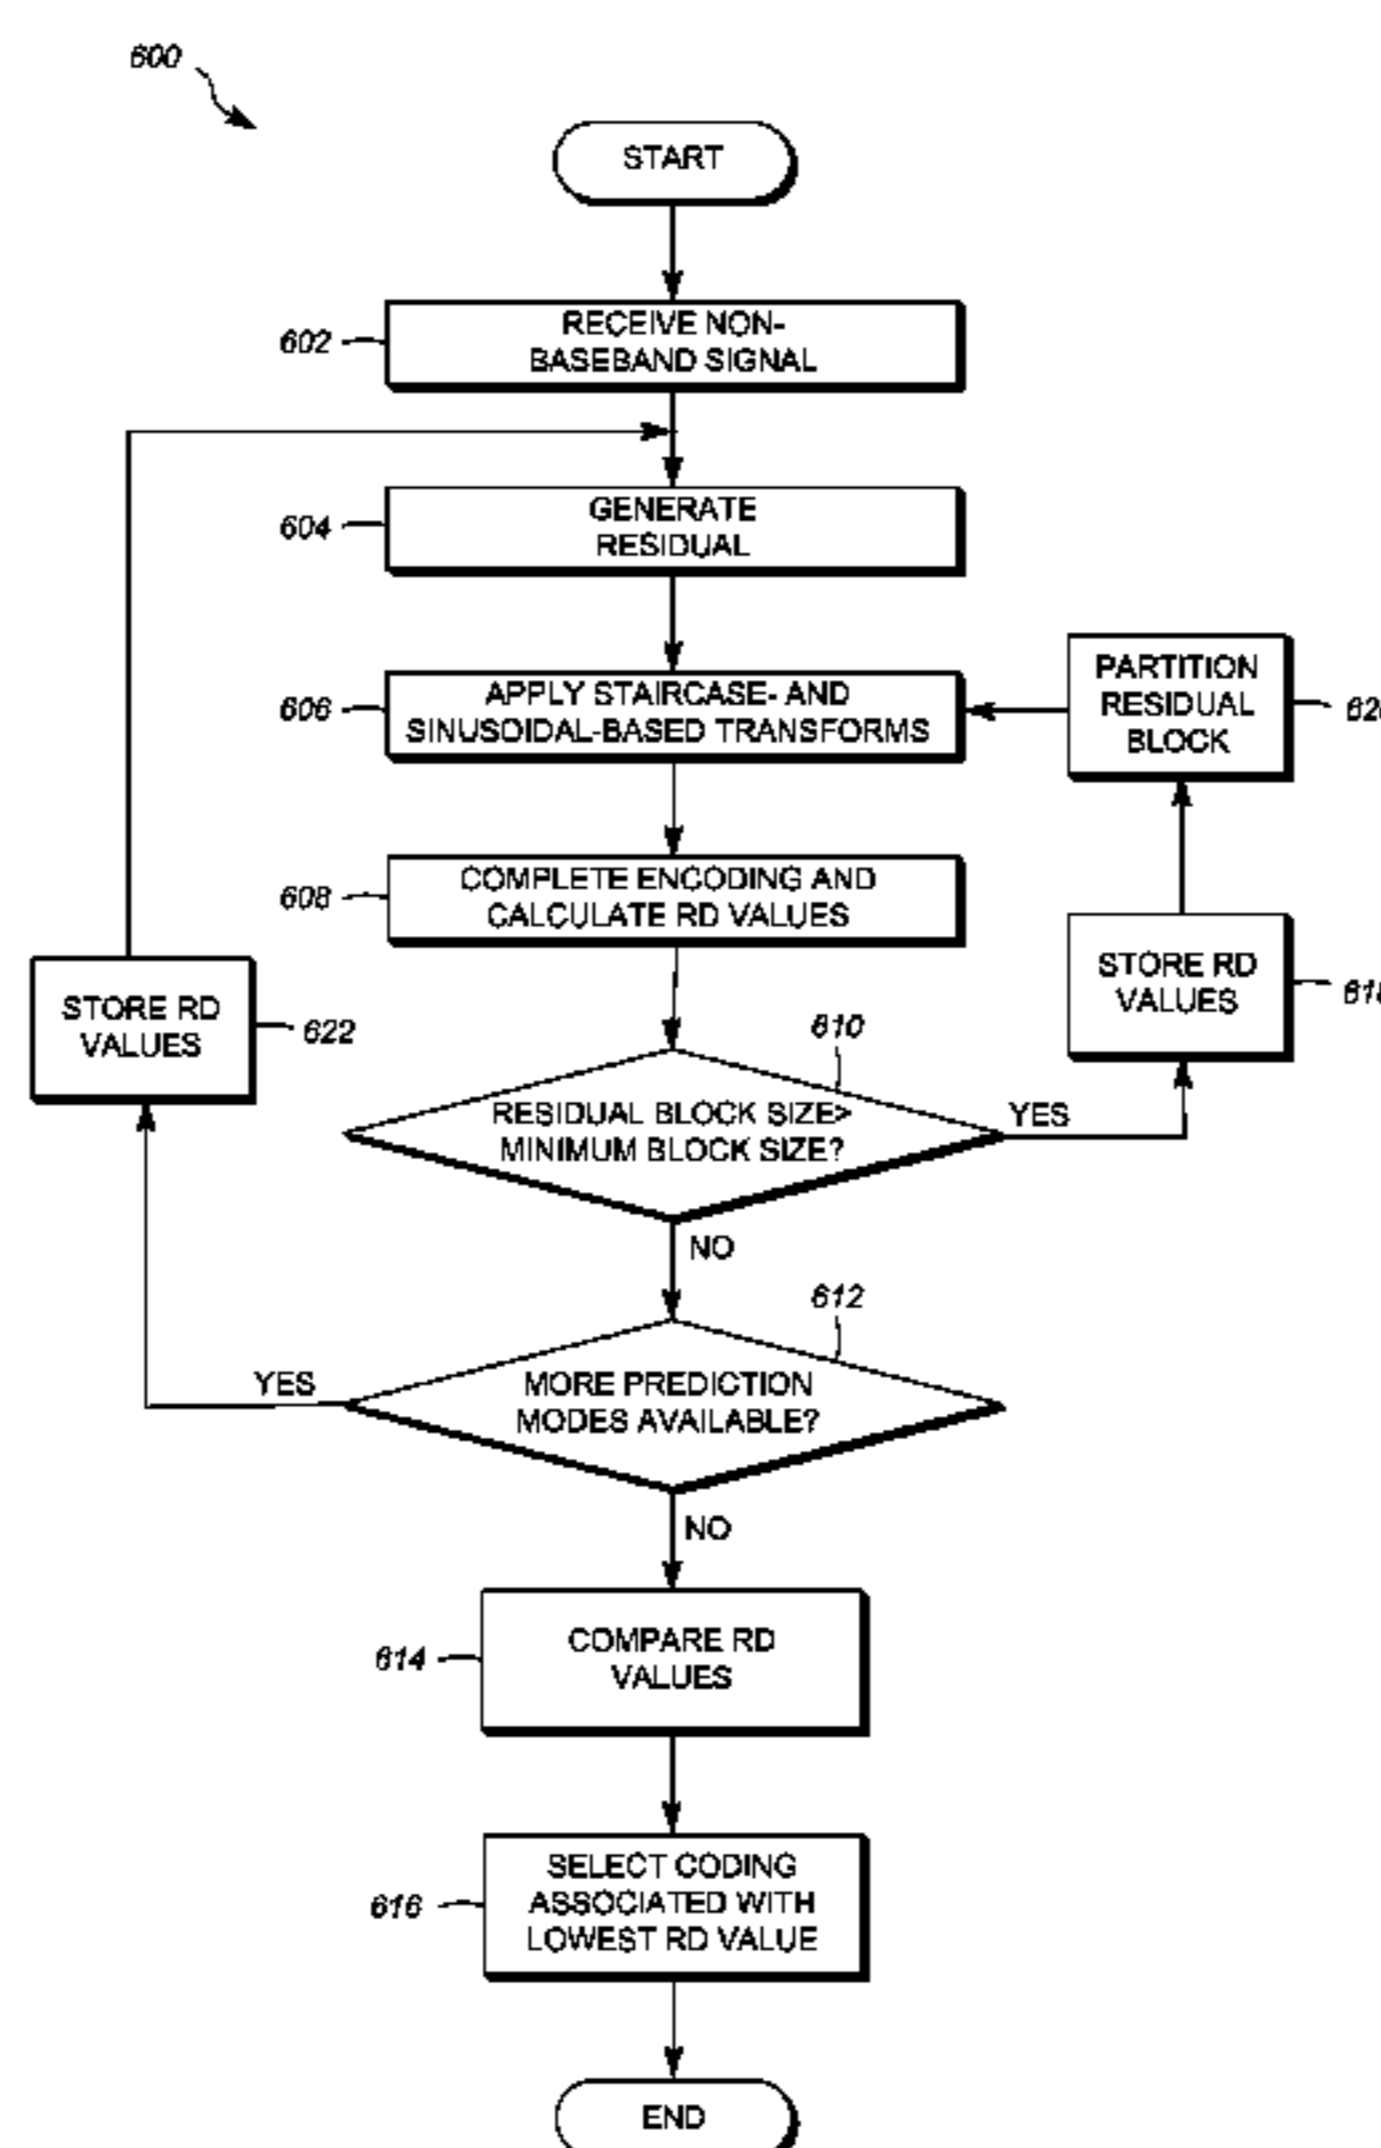 600
START
602
RECEIVE NON-
BASEBAND SIGNAL
604
GENERATE
RESIDUAL
606
APPLY STAIRCASE- AND
SINUSOIDAL-BASED TRANSFORMS
PARTITION
RESIDUAL
BLOCK
608
COMPLETE ENCODING AND
CALCULATE RD VALUES
STORE RD
VALUES
STORE RD
VALUES
622
610
RESIDUAL BLOCK SIZE>
MINIMUM BLOCK SIZE?
YES
NO
612
YES
MORE PREDICTION
MODES AVAILABLE?
NO
614
COMPARE RD
VALUES
616
SELECT CODING
ASSOCIATED WITH
LOWEST RD VALUE
END